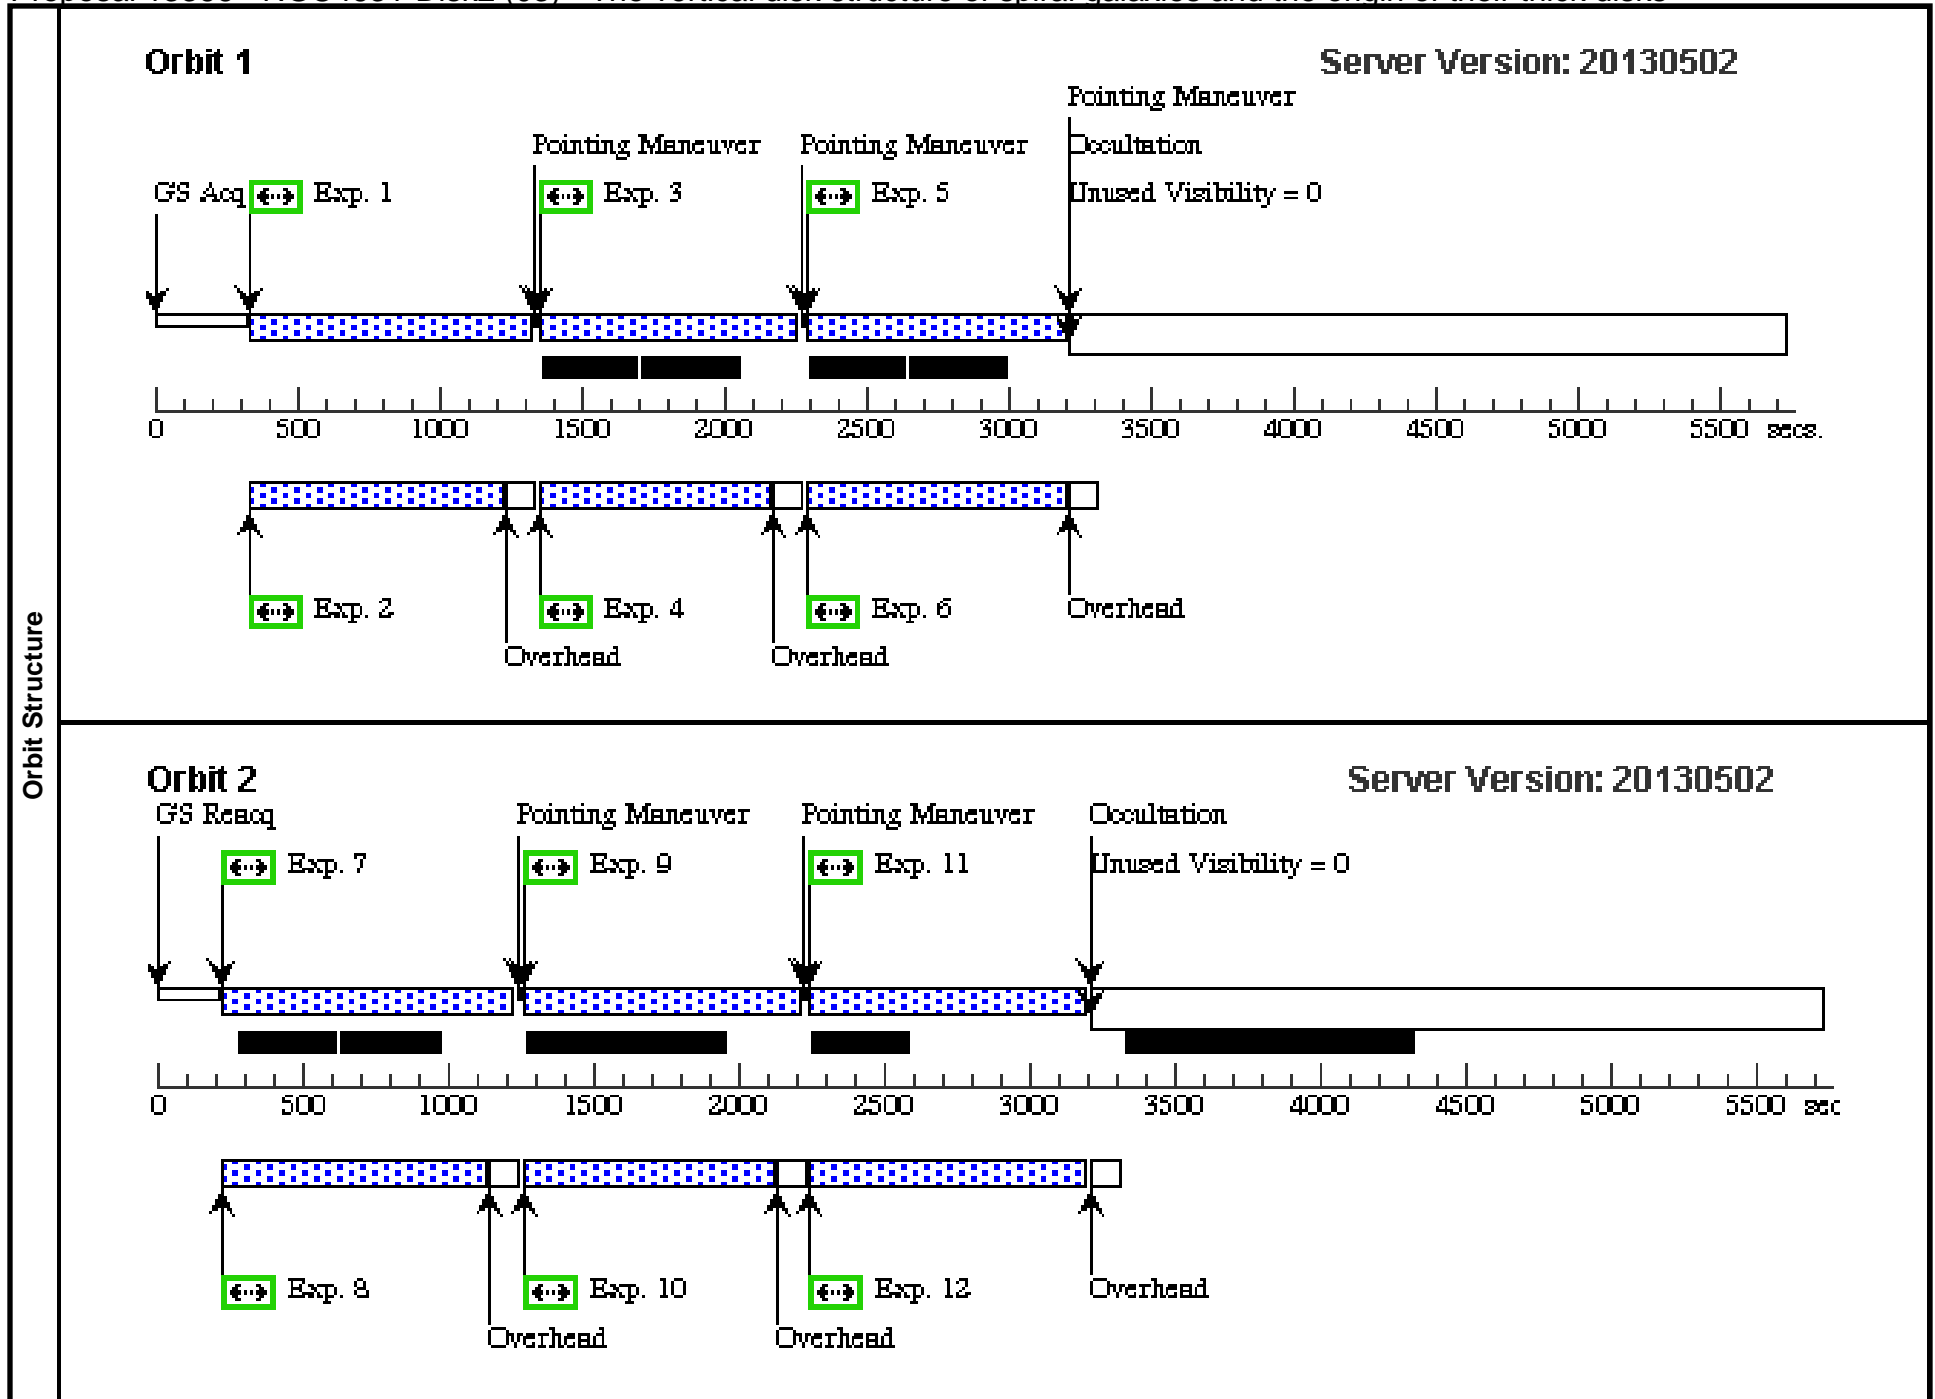 Orbit Structure
Orbit 1
Server Version: 20130502
Pointing Maneuver
Pointing Maneuver Pointing Maneuver Occultation
GS Acq Exp. 1 Exp. 3 Exp. 5 Unused Visibility = 0
0 500 1000 1500 2000 2500 3000 3500 4000 4500 5000 5500 secs.
Exp. 2 Exp. 4 Exp. 6 Overhead
Overhead Overhead
Orbit 2
Server Version: 20130502
GS Reacq Pointing Maneuver Pointing Maneuver Occultation
Exp. 7 Exp. 9 Exp. 11 Unused Visibility = 0
0 500 1000 1500 2000 2500 3000 3500 4000 4500 5000 5500 sec
Exp. 8 Exp. 10 Exp. 12 Overhead
Overhead Overhead